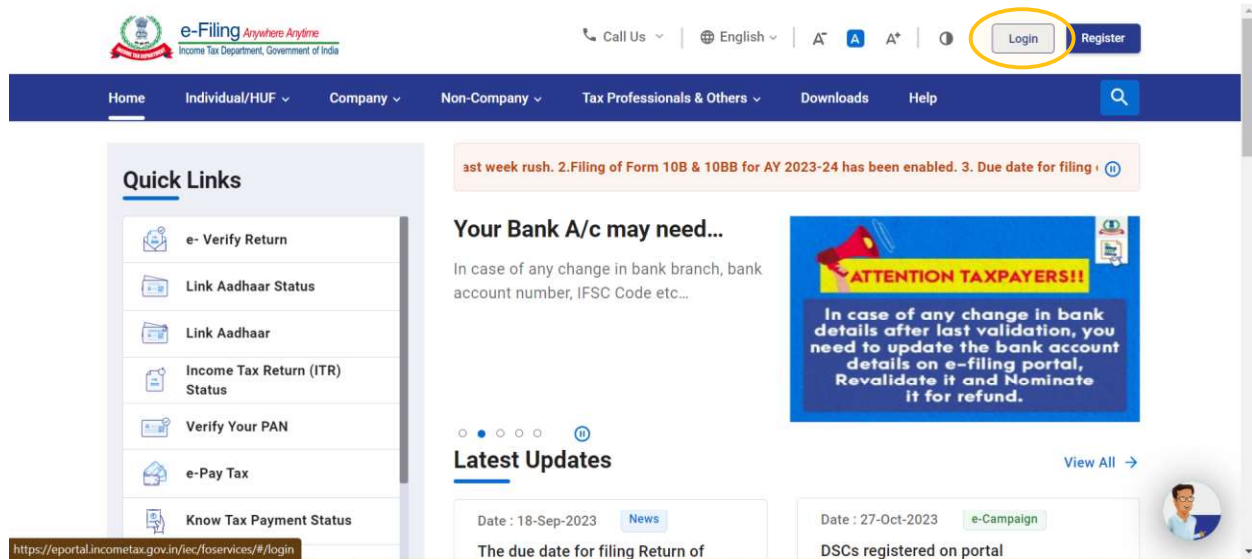 e-Filing Anywhere Anytime
Income Tax Department, Government of India
Call Us
English
A-
A
A+
Login
Register
Home
Individual/HUF
Company
Non-Company
Tax Professionals & Others
Downloads
Help
Quick Links
e- Verify Return
Link Aadhaar Status
Link Aadhaar
Income Tax Return (ITR)
Status
Verify Your PAN
e-Pay Tax
Know Tax Payment Status
ast week rush. 2.Filing of Form 10B & 10BB for AY 2023-24 has been enabled. 3. Due date for filing
Your Bank A/c may need...
In case of any change in bank branch, bank
account number, IFSC Code etc...
ATTENTION TAXPAYERS!!
In case of any change in bank
details after last validation, you
need to update the bank account
details on e-filing portal,
Revalidate it and Nominate
it for refund.
Latest Updates
View All
Date : 18-Sep-2023 News
The due date for filing Return of
Date : 27-Oct-2023 e-Campaign
DSCs registered on portal
https://eportal.incometax.gov.in/iec/foservices/#/login